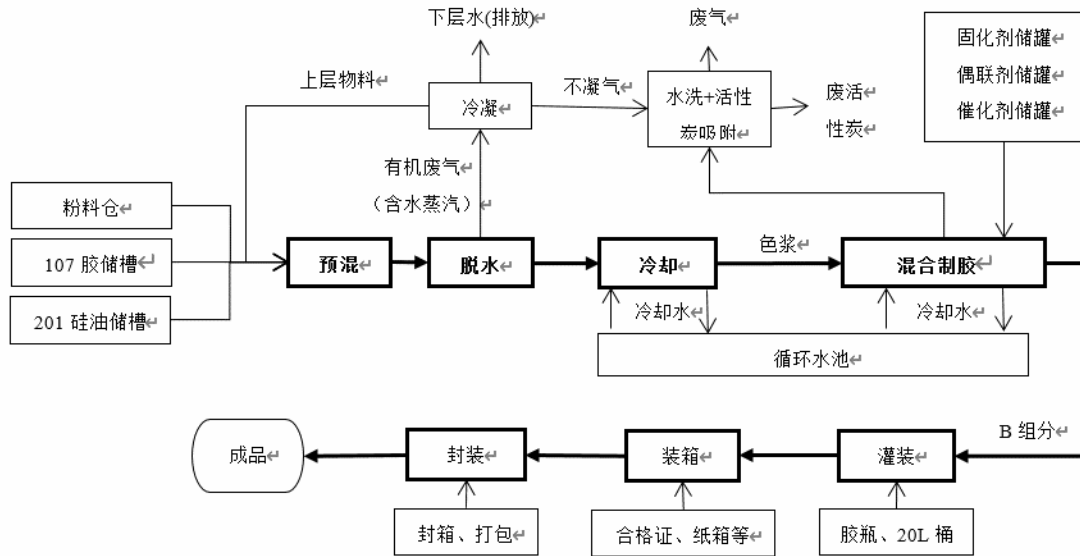 下层水(排放)
废气
固化剂储罐
偶联剂储罐
催化剂储罐
上层物料
冷凝
不凝气
水洗+活性
炭吸附
废活
性炭
有机废气
（含水蒸汽）
粉料仓
107 胶储槽
201 硅油储槽
预混
脱水
冷却
色浆
混合制胶
冷却水
冷却水
循环水池
B 组分
成品
封装
装箱
灌装
封箱、打包
合格证、纸箱等
胶瓶、20L 桶